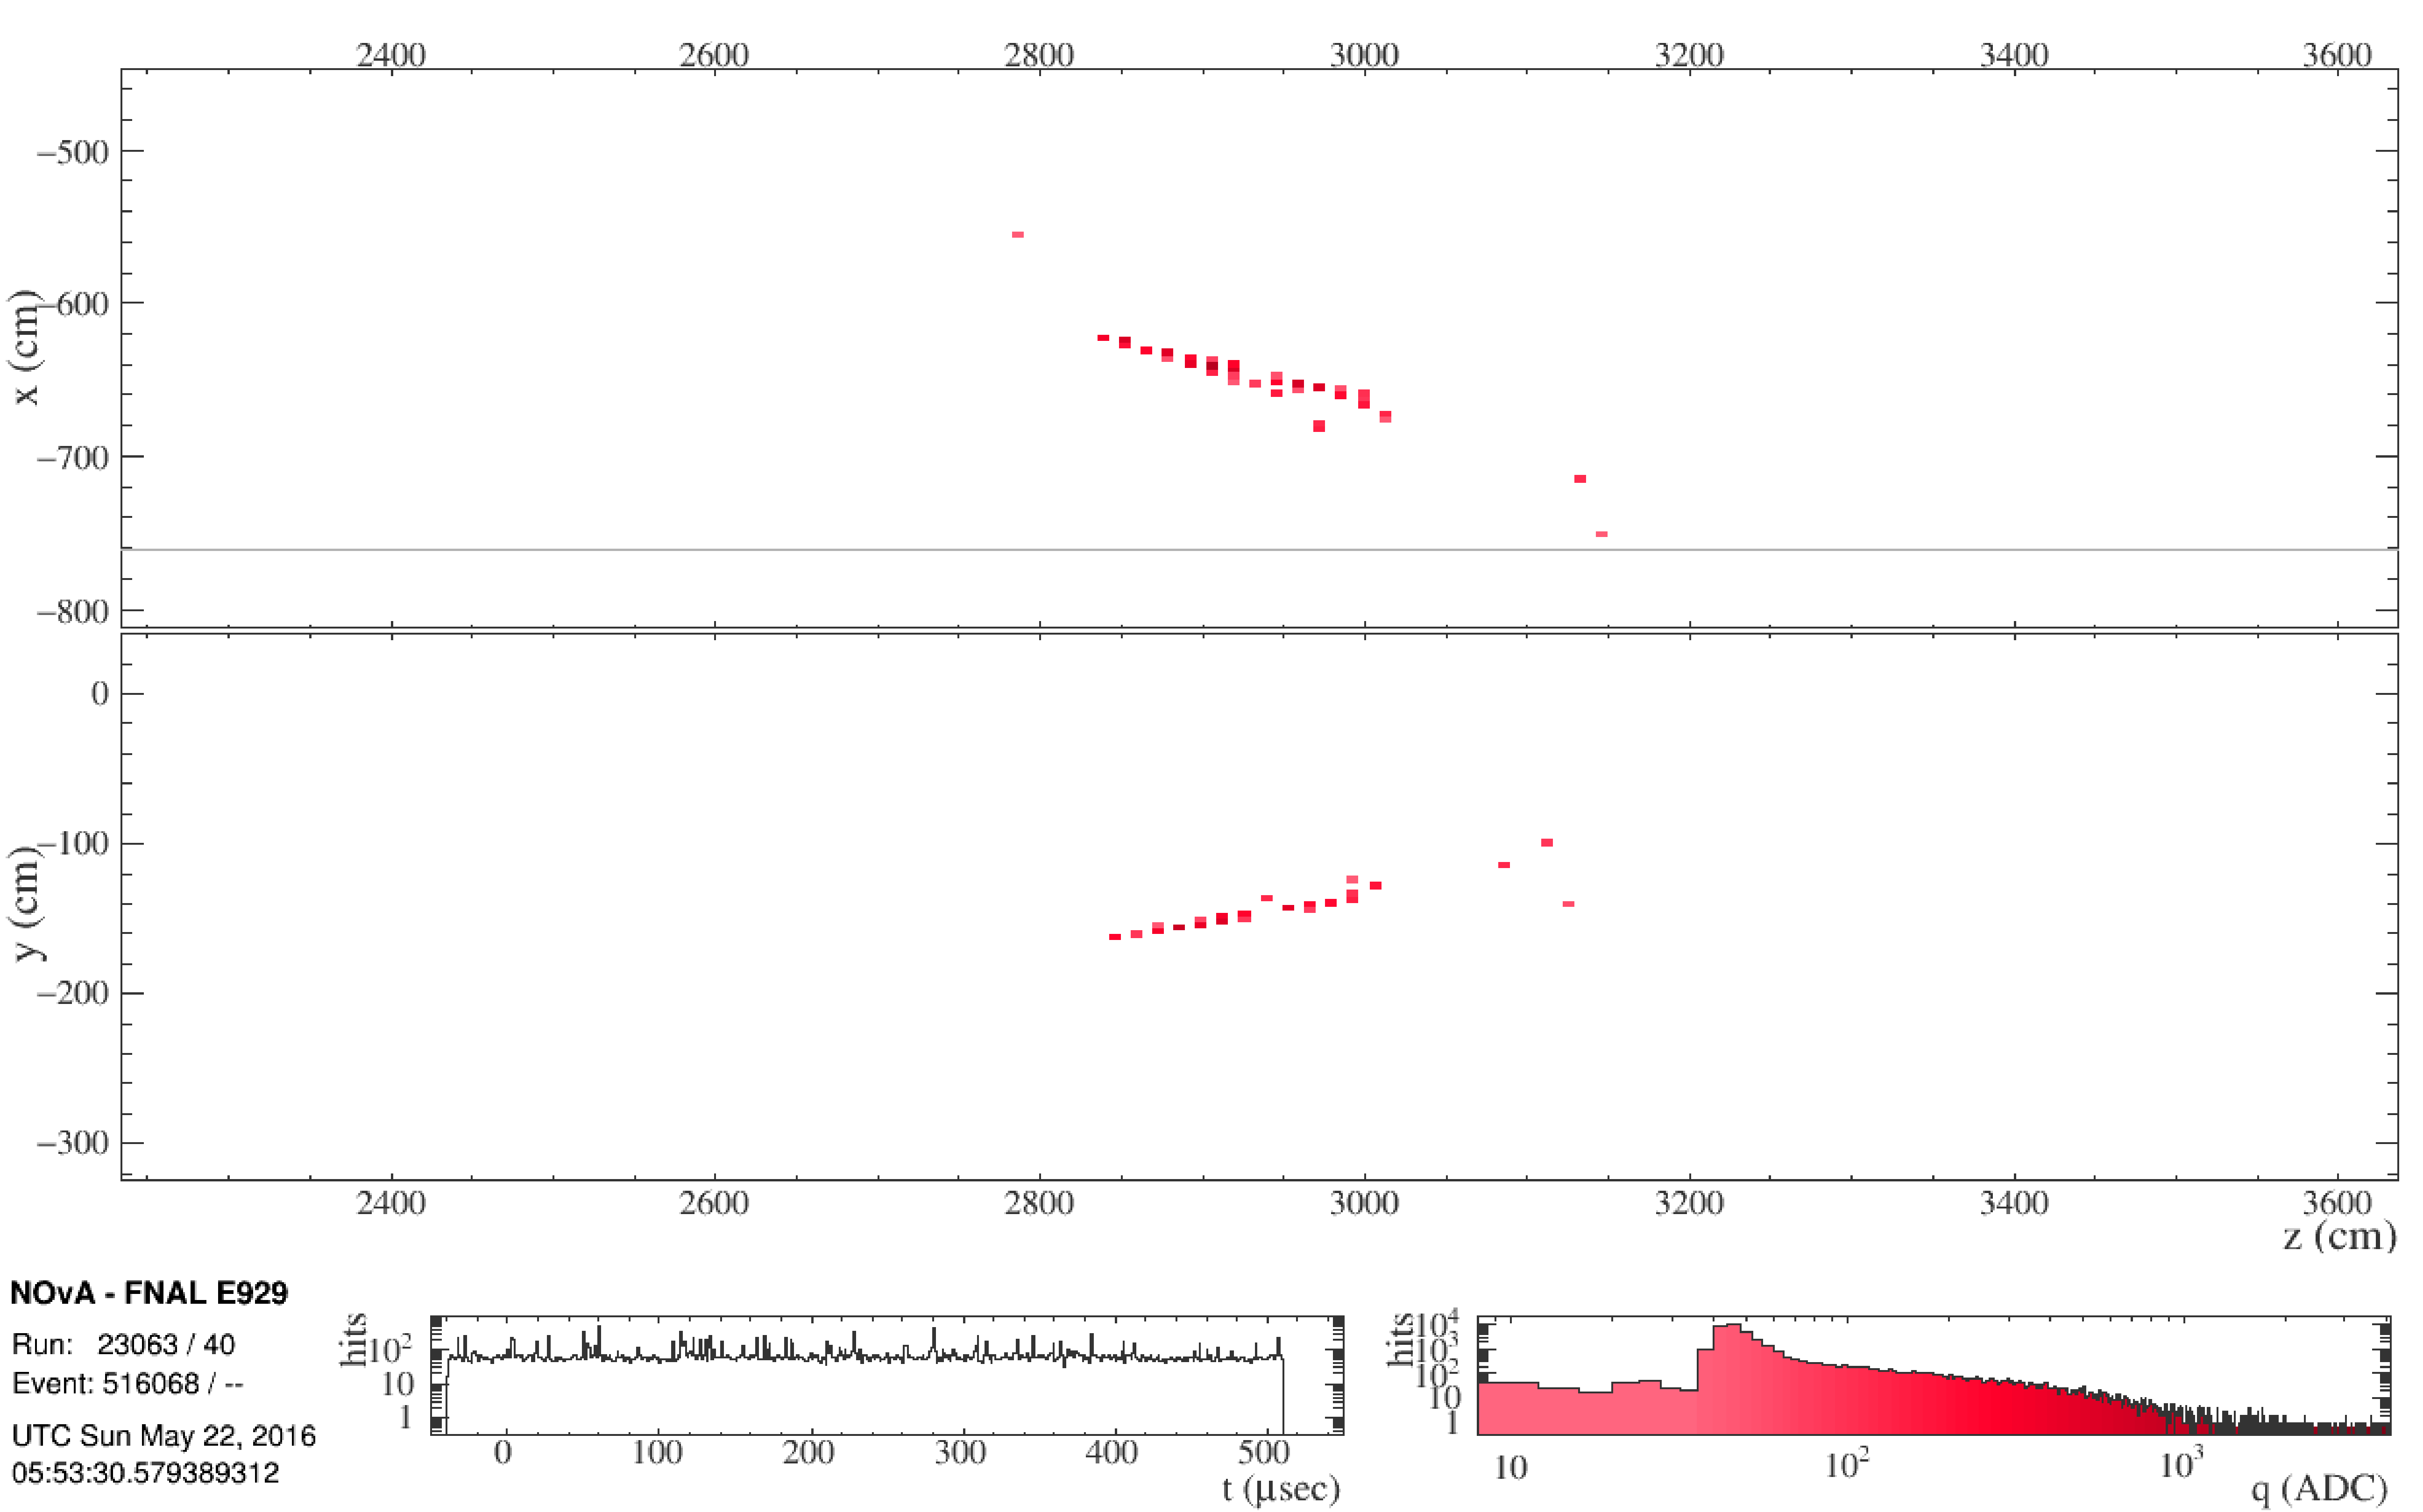 2400 2600 2800 3000 3200 3400 3600
x (cm)
−500
−600
−700
−800
y (cm)
0
−100
−200
−300
2400 2600 2800 3000 3200 3400 3600
z (cm)
NOvA - FNAL E929
Run: 23063 / 40
Event: 516068 / --
UTC Sun May 22, 2016
05:53:30.579389312
hits
10²
10
1
0 100 200 300 400 500
t (μsec)
hits
10⁴
10³
10²
10
1
10 10² 10³
q (ADC)